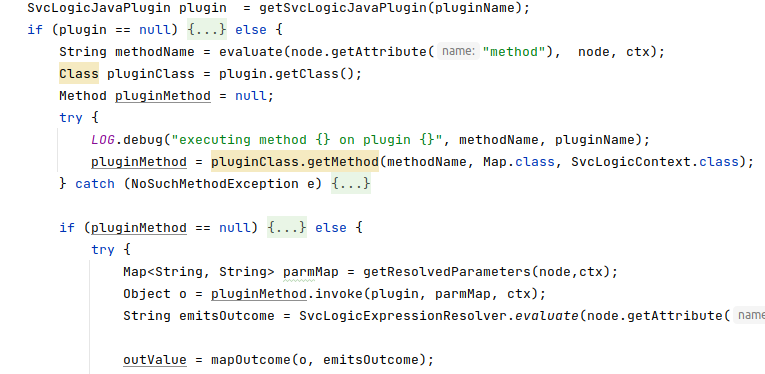 SvcLogicJavaPlugin plugin  = getSvcLogicJavaPlugin(pluginName);
if (plugin == null) {...} else {
String methodName = evaluate(node.getAttribute( name: "method"),  node, ctx);
Class pluginClass = plugin.getClass();
Method pluginMethod = null;
try {
LOG.debug("executing method {} on plugin {}", methodName, pluginName);
pluginMethod = pluginClass.getMethod(methodName, Map.class, SvcLogicContext.class);
} catch (NoSuchMethodException e) {...}
if (pluginMethod == null) {...} else {
try {
Map<String, String> parmMap = getResolvedParameters(node,ctx);
Object o = pluginMethod.invoke(plugin, parmMap, ctx);
String emitsOutcome = SvcLogicExpressionResolver.evaluate(node.getAttribute( name
outValue = mapOutcome(o, emitsOutcome);